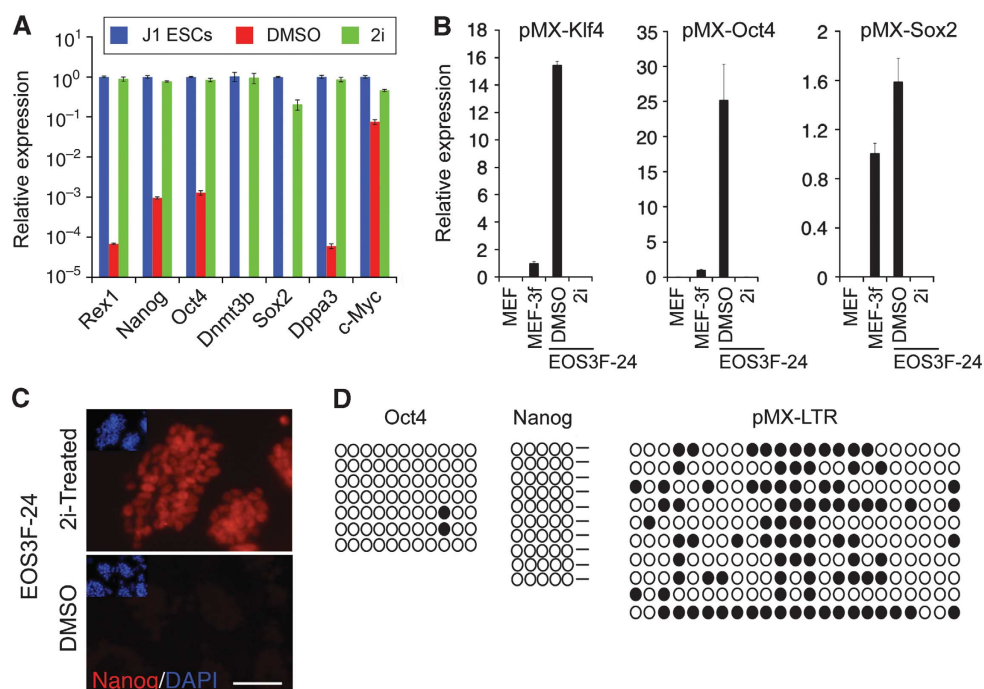 A
J1 ESCs DMSO 2i
Relative expression
10¹
10⁰
10⁻¹
10⁻²
10⁻³
10⁻⁴
10⁻⁵
Rex1 Nanog Oct4 Dnmt3b Sox2 Dppa3 c-Myc
B
pMX-Klf4 pMX-Oct4 pMX-Sox2
Relative expression
18
16
14
12
10
8
6
4
2
0
MEF MEF-3f DMSO 2i
EOS3F-24
35
30
25
20
15
10
5
0
MEF MEF-3f DMSO 2i
EOS3F-24
2
1.6
1.2
0.8
0.4
0
MEF MEF-3f DMSO 2i
EOS3F-24
C
EOS3F-24
2i-Treated
DMSO
Nanog/DAPI
D
Oct4 Nanog pMX-LTR